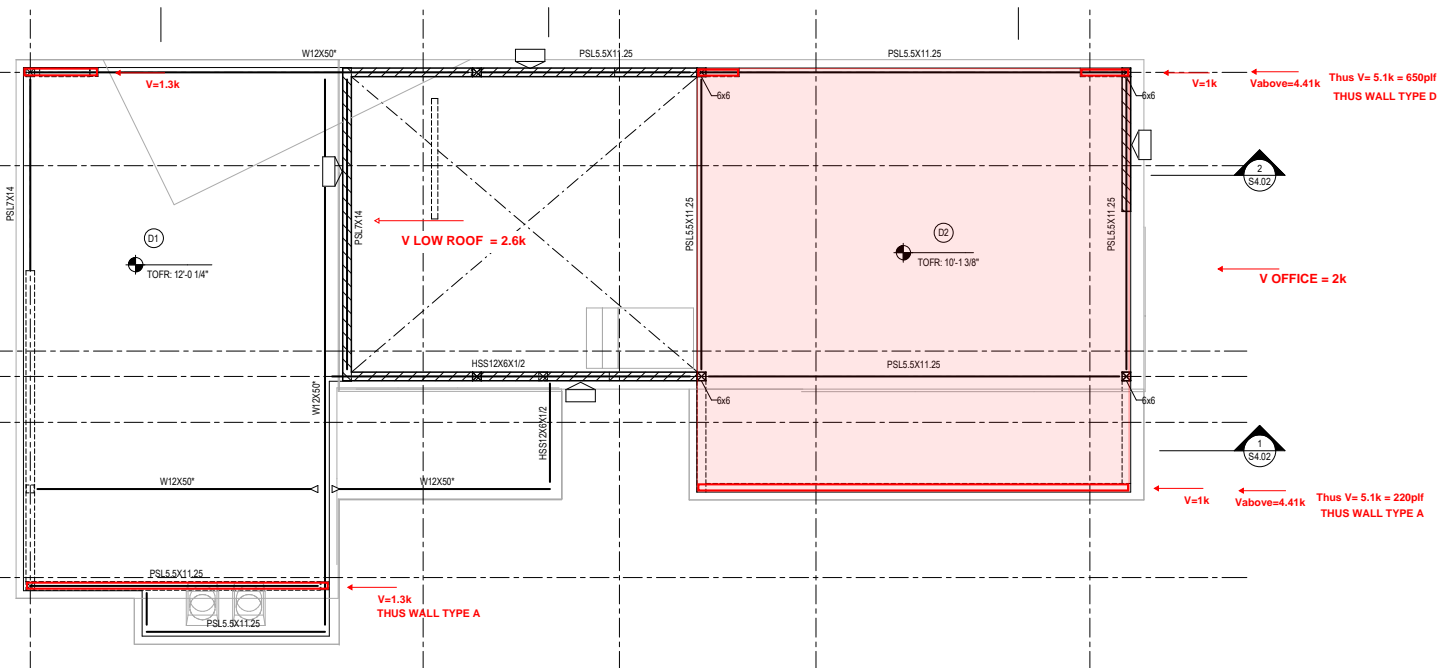 W12X50"
PSL5.5X11.25
PSL5.5X11.25
V=1.3k
6x6
6x6
V=1k
Vabove=4.41k
Thus V= 5.1k = 650plf
THUS WALL TYPE D
PSL7X14
PSL7X14
PSL5.5X11.25
PSL5.5X11.25
2
S4.02
D1
TOFR: 12'-0 1/4"
V LOW ROOF = 2.6k
D2
TOFR: 10'-1 3/8"
V OFFICE = 2k
HSS12X6X1/2
PSL5.5X11.25
W12X50"
HSS12X6X1/2
6x6
6x6
1
S4.02
W12X50"
W12X50"
V=1k
Vabove=4.41k
Thus V= 5.1k = 220plf
THUS WALL TYPE A
PSL5.5X11.25
V=1.3k
THUS WALL TYPE A
PSL5.5X11.25